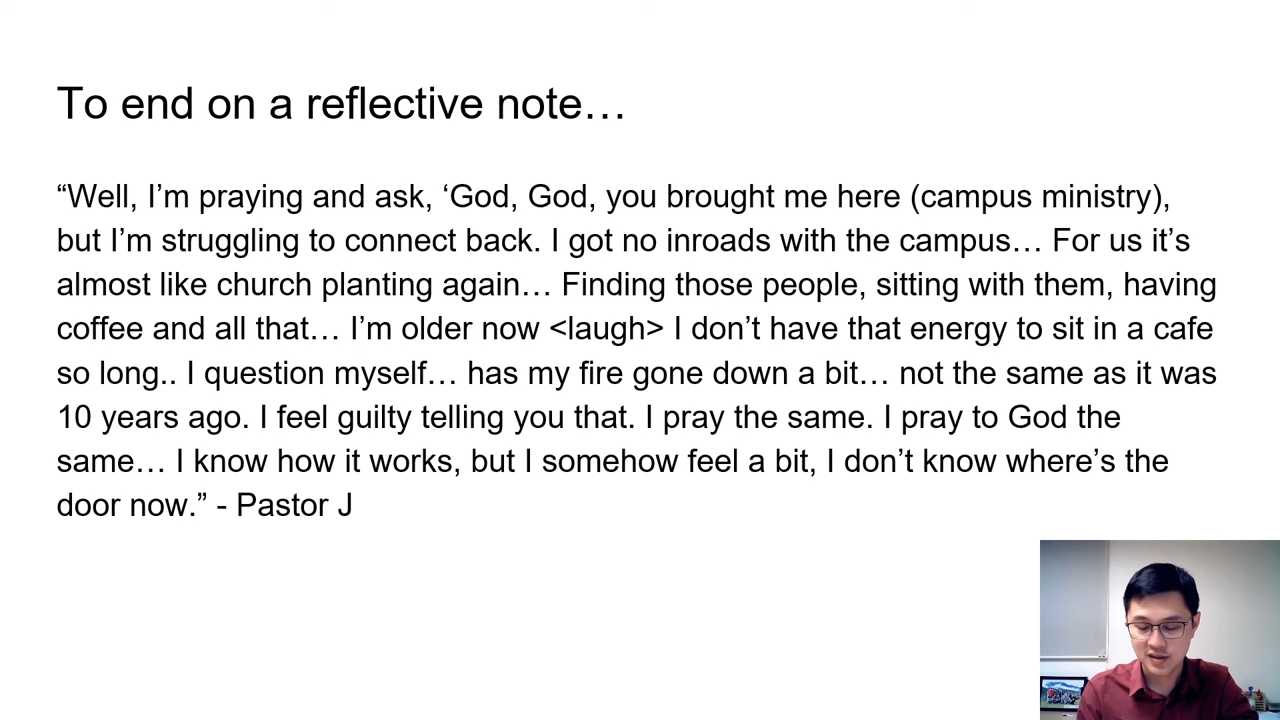 To end on a reflective note…
“Well, I’m praying and ask, ‘God, God, you brought me here (campus ministry),
but I’m struggling to connect back. I got no inroads with the campus… For us it’s
almost like church planting again… Finding those people, sitting with them, having
coffee and all that… I’m older now <laugh> I don’t have that energy to sit in a cafe
so long.. I question myself… has my fire gone down a bit… not the same as it was
10 years ago. I feel guilty telling you that. I pray the same. I pray to God the
same… I know how it works, but I somehow feel a bit, I don’t know where’s the
door now.” - Pastor J